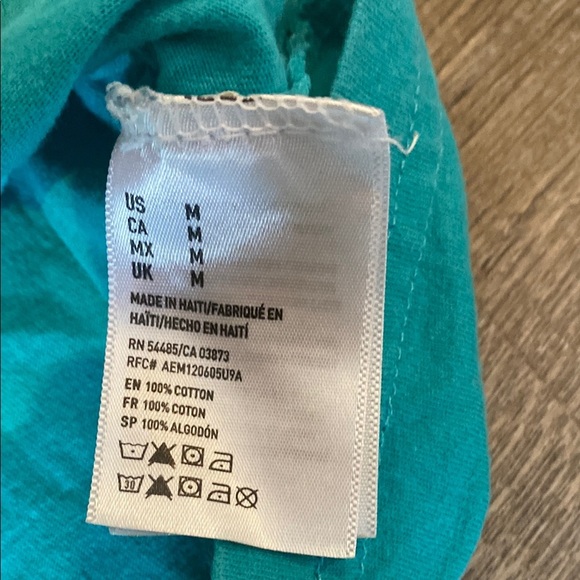 US M
CA M
MX M
UK M
MADE IN HAITI/FABRIQUÉ EN
HAÏTI/HECHO EN HAITÍ
RN 54485/CA 03873
RFC# AEM120605U9A
EN 100% COTTON
FR 100% COTON
SP 100% ALGODÓN
30